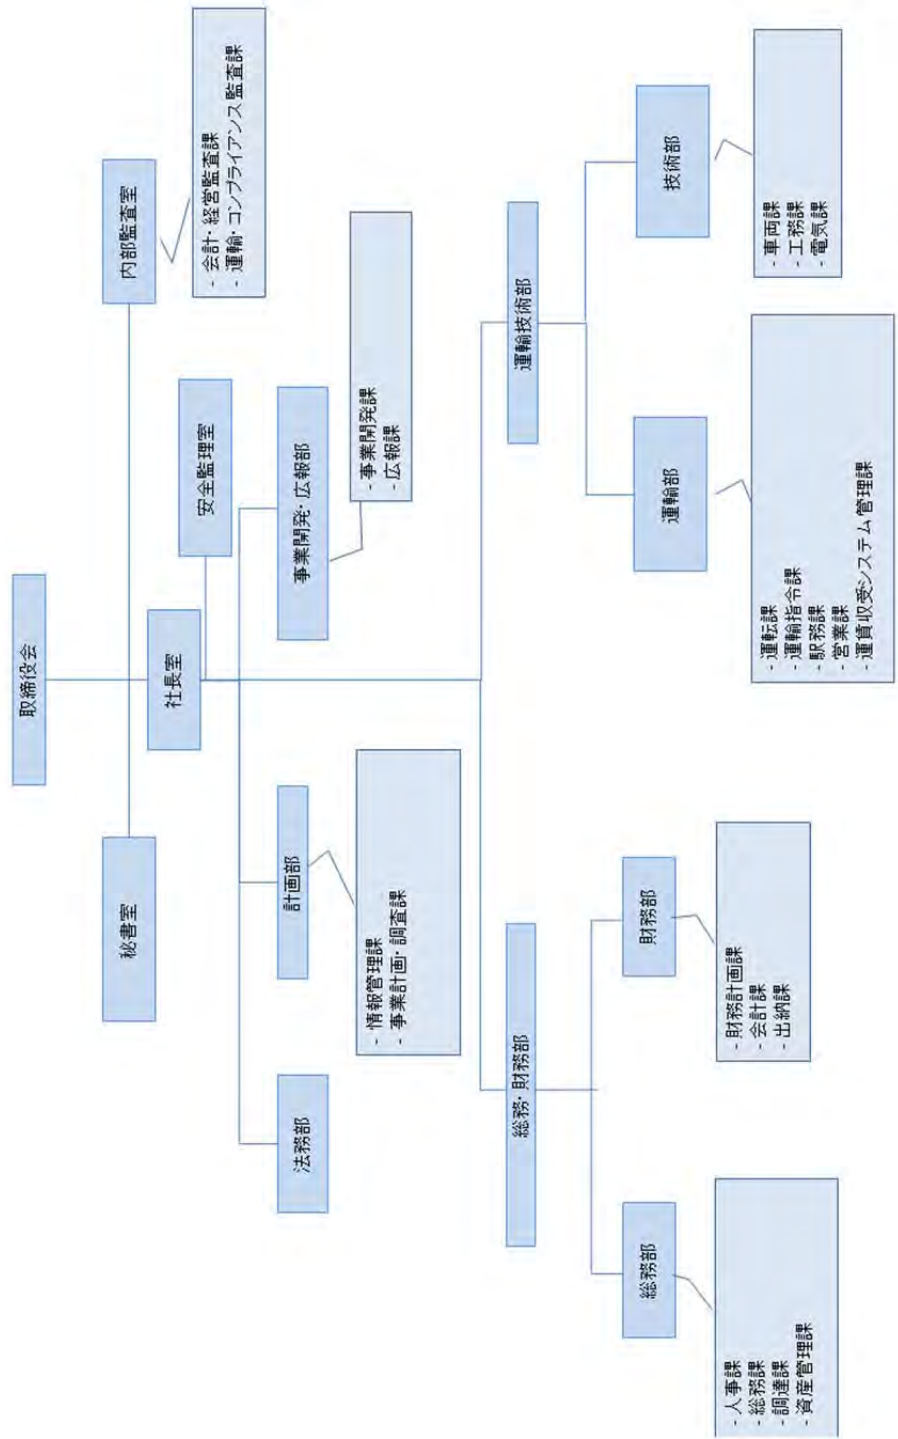 取締役会
秘書室
内部監査室
- 会計・経営監査課
- 運輸・コンプライアンス監査課
社長室
安全監理室
法務部
計画部
- 情報管理課
- 事業計画・調査課
事業開発・広報部
- 事業開発課
- 広報課
総務・財務部
運輸技術部
総務部
- 人事課
- 総務課
- 調達課
- 資産管理課
財務部
- 財務計画課
- 会計課
- 出納課
運輸部
- 運転課
- 運輸指令課
- 駅務課
- 営業課
- 運賃収受システム管理課
技術部
- 車両課
- 工務課
- 電気課